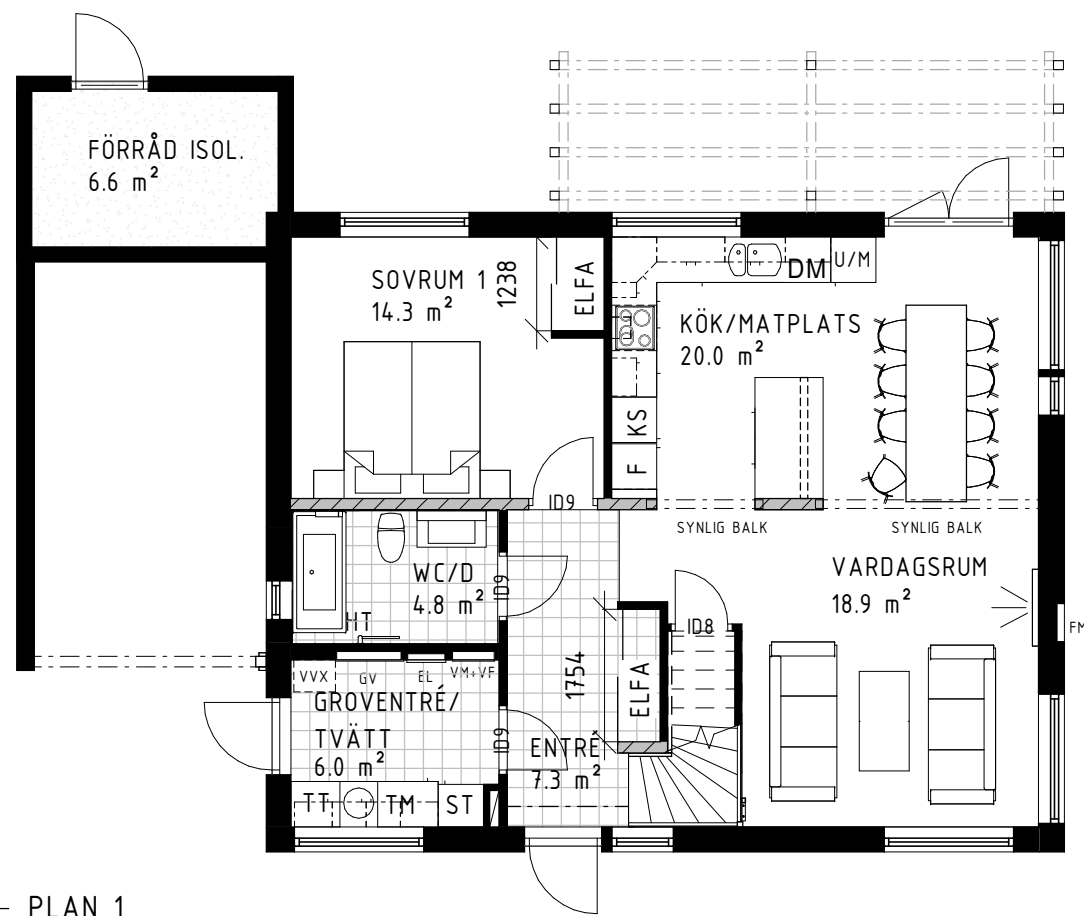 FÖRRÅD ISOL.
6.6 m²
SOVRUM 1
14.3 m²
1238
ELFA
DM
U/M
KÖK/MATPLATS
20.0 m²
KS
F
ID9
SYNLIG BALK
SYNLIG BALK
WC/D
4.8 m²
ID9
HT
VARDAGSRUM
18.9 m²
FM
ID8
1754
ELFA
VVX
GV
EL
VM+VF
GROVENTRÉ/
TVÄTT
6.0 m²
ID9
ENTRÉ
7.3 m²
TT
TM
ST
PLAN 1